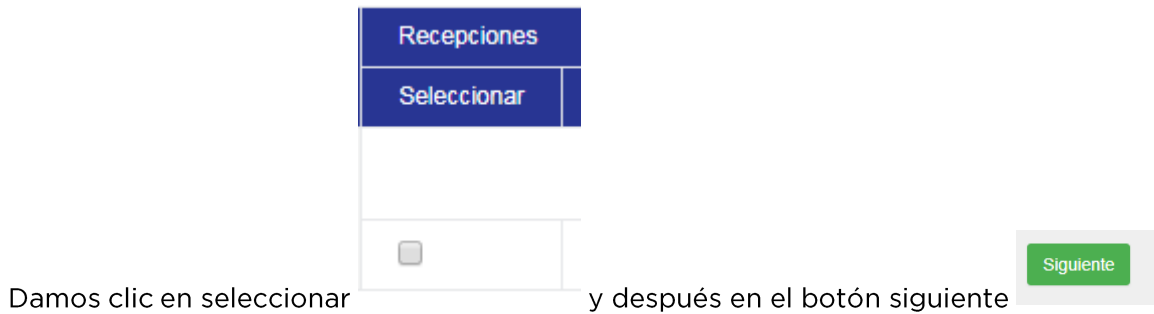 Recepciones
Seleccionar
Siguiente
Damos clic en seleccionar y después en el botón siguiente